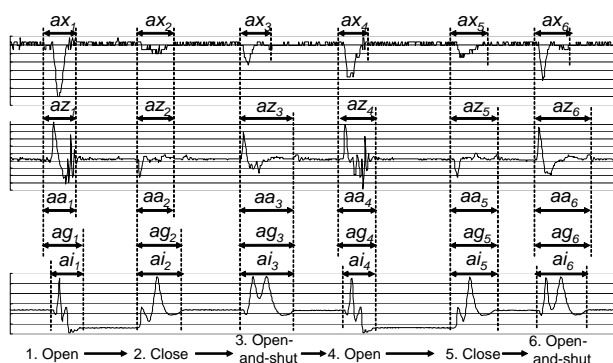 ax1 ax2 ax3 ax4 ax5 ax6
az1 az2 az3 az4 az5 az6
aa1 aa2 aa3 aa4 aa5 aa6
ag1 ag2 ag3 ag4 ag5 ag6
ai1 ai2 ai3 ai4 ai5 ai6
1. Open 2. Close 3. Open-and-shut 4. Open 5. Close 6. Open-and-shut